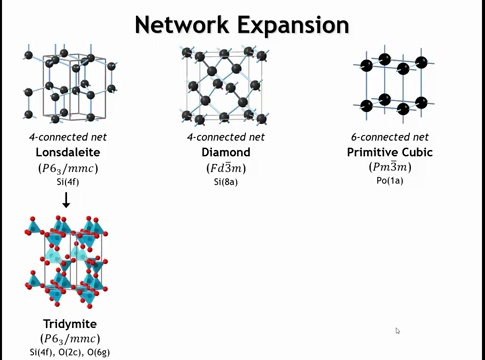 Network Expansion
4-connected net
Lonsdaleite
(P6₃/mmc)
Si(4f)
4-connected net
Diamond
(Fd3̅m)
Si(8a)
6-connected net
Primitive Cubic
(Pm3̅m)
Po(1a)
Tridymite
(P6₃/mmc)
Si(4f), O(2c), O(6g)